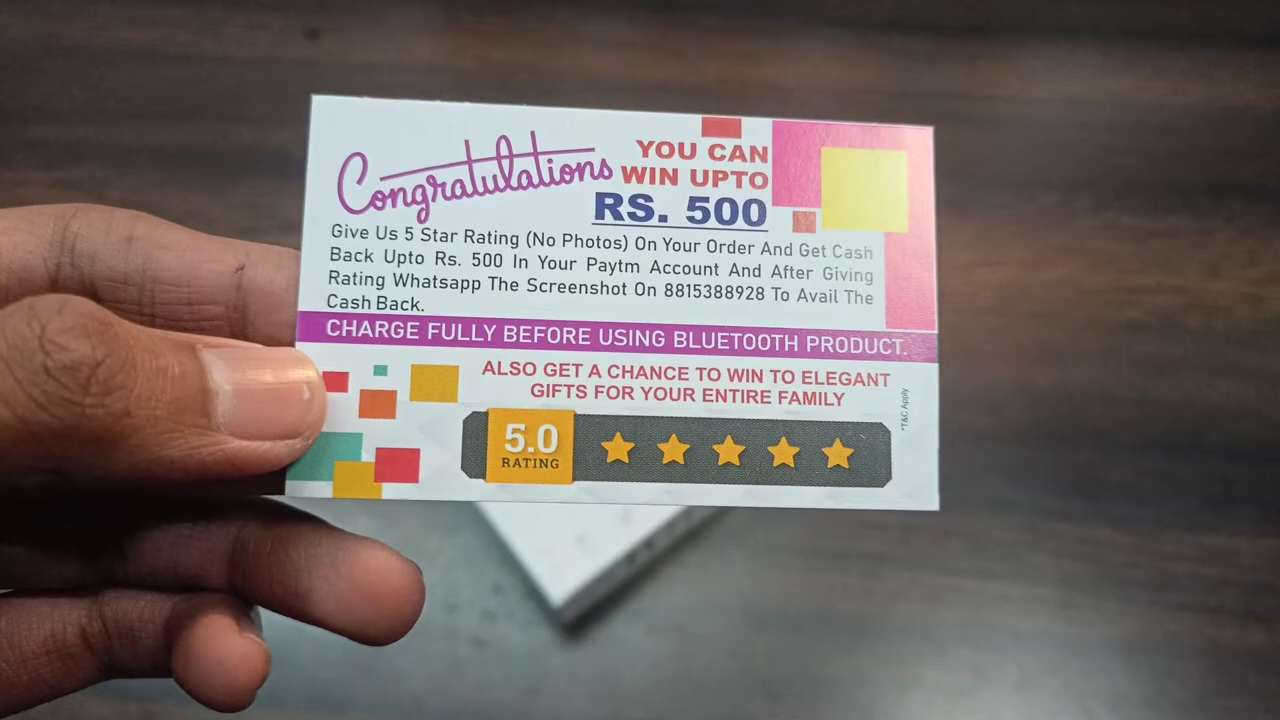 Congratulations
YOU CAN
WIN UPTO
RS. 500
Give Us 5 Star Rating (No Photos) On Your Order And Get Cash
Back Upto Rs. 500 In Your Paytm Account And After Giving
Rating Whatsapp The Screenshot On 8815388928 To Avail The
Cash Back.
CHARGE FULLY BEFORE USING BLUETOOTH PRODUCT.
ALSO GET A CHANCE TO WIN TO ELEGANT
GIFTS FOR YOUR ENTIRE FAMILY
*T&C Apply
5.0
RATING